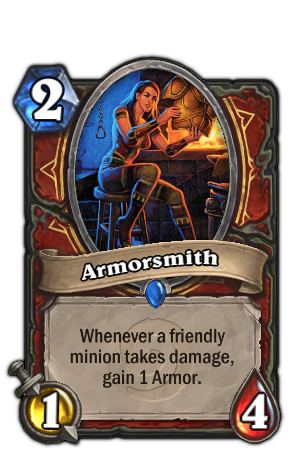 2
Armorsmith
Whenever a friendly
minion takes damage,
gain 1 Armor.
1
4